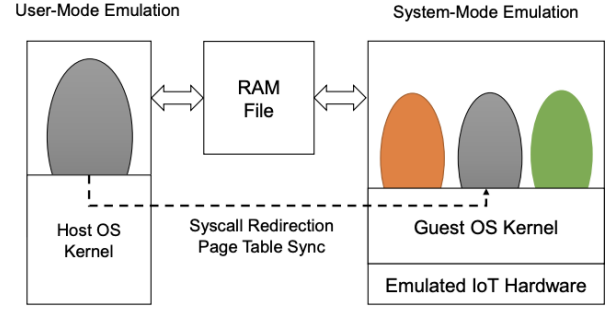 User-Mode Emulation
System-Mode Emulation
RAM
File
Host OS
Kernel
Syscall Redirection
Page Table Sync
Guest OS Kernel
Emulated IoT Hardware